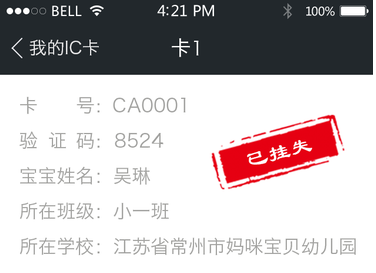 BELL 4:21 PM 100%
我的IC卡 卡1
卡 号: CA0001
验 证 码: 8524
已挂失
宝宝姓名: 吴琳
所在班级: 小一班
所在学校: 江苏省常州市妈咪宝贝幼儿园